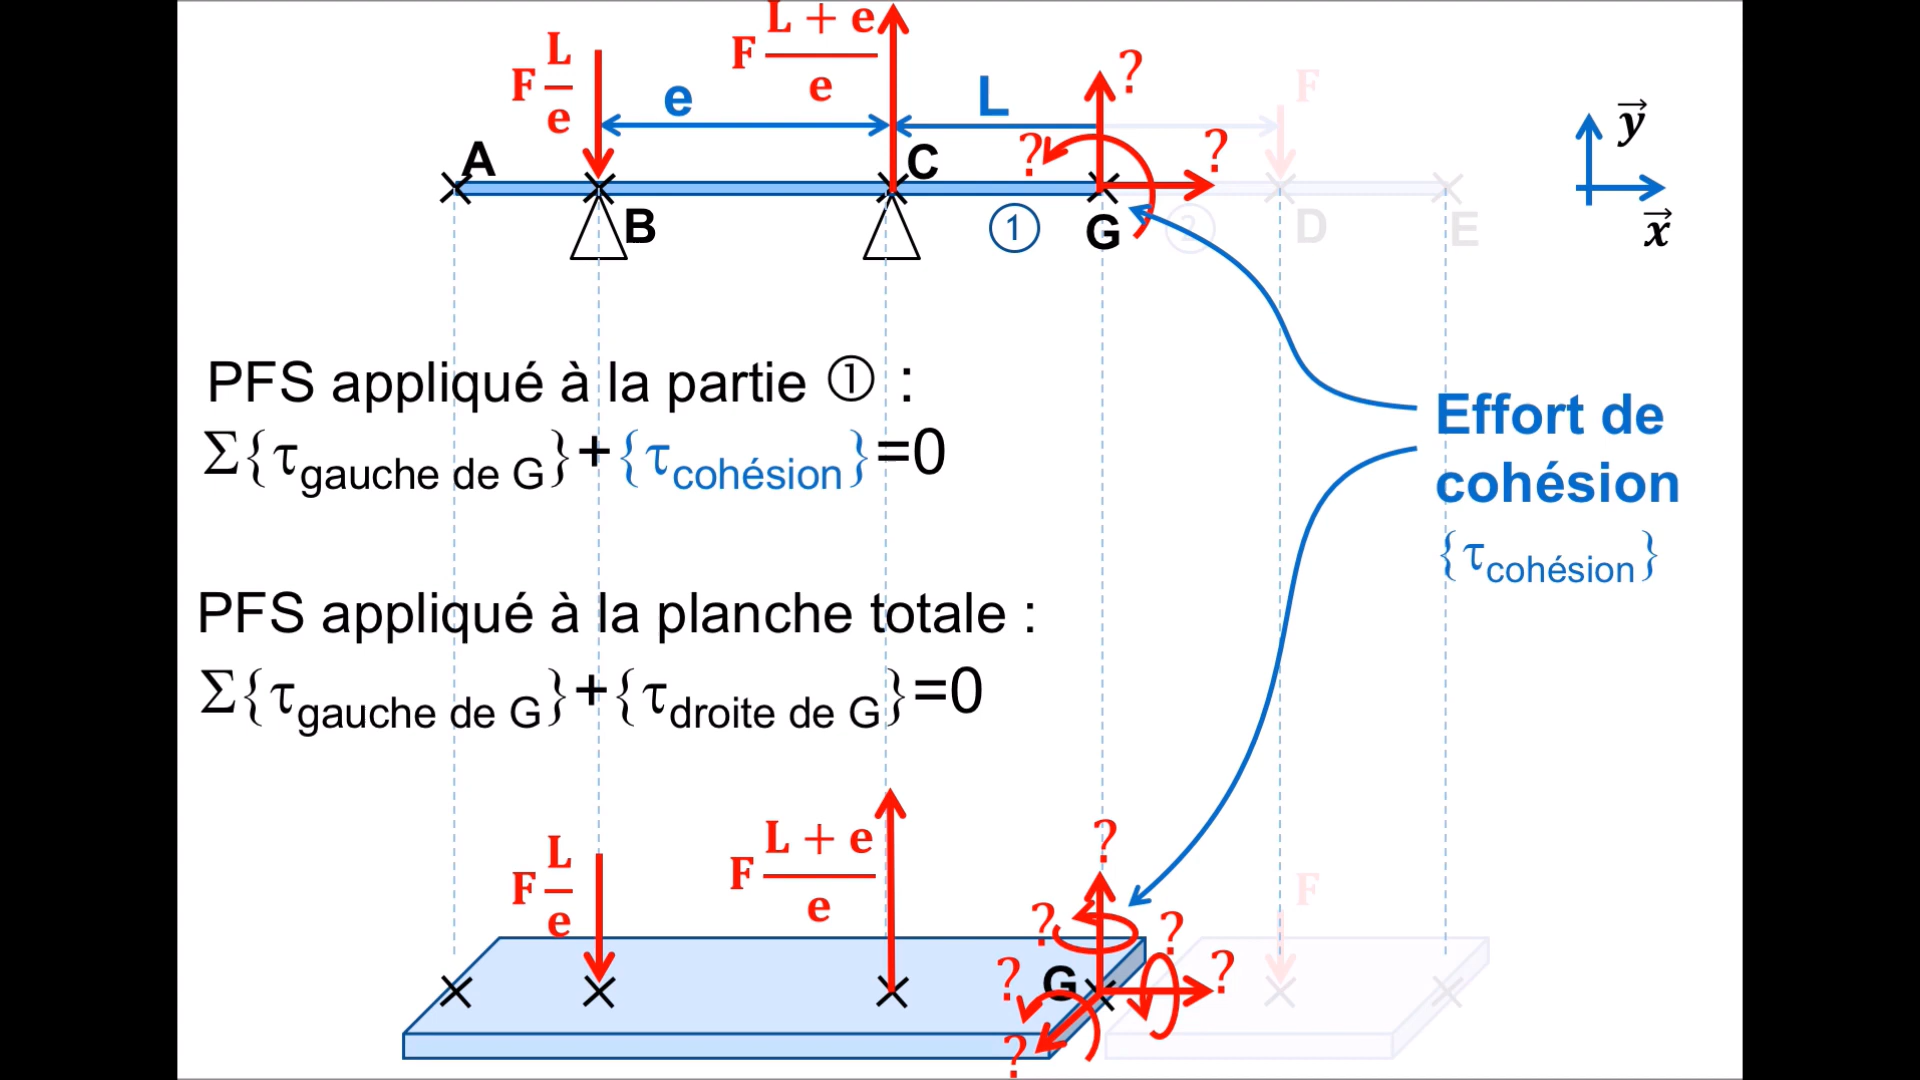 F L/e
F L + e/e
e
L
?
?
?
F
A
B
C
①
G
②
D
E
y
x
PFS appliqué à la partie ① :
Σ{τgauche de G}+{τcohésion}=0
Effort de
cohésion
{τcohésion}
PFS appliqué à la planche totale :
Σ{τgauche de G}+{τdroite de G}=0
F L/e
F L + e/e
?
?
?
?
?
?
G
F